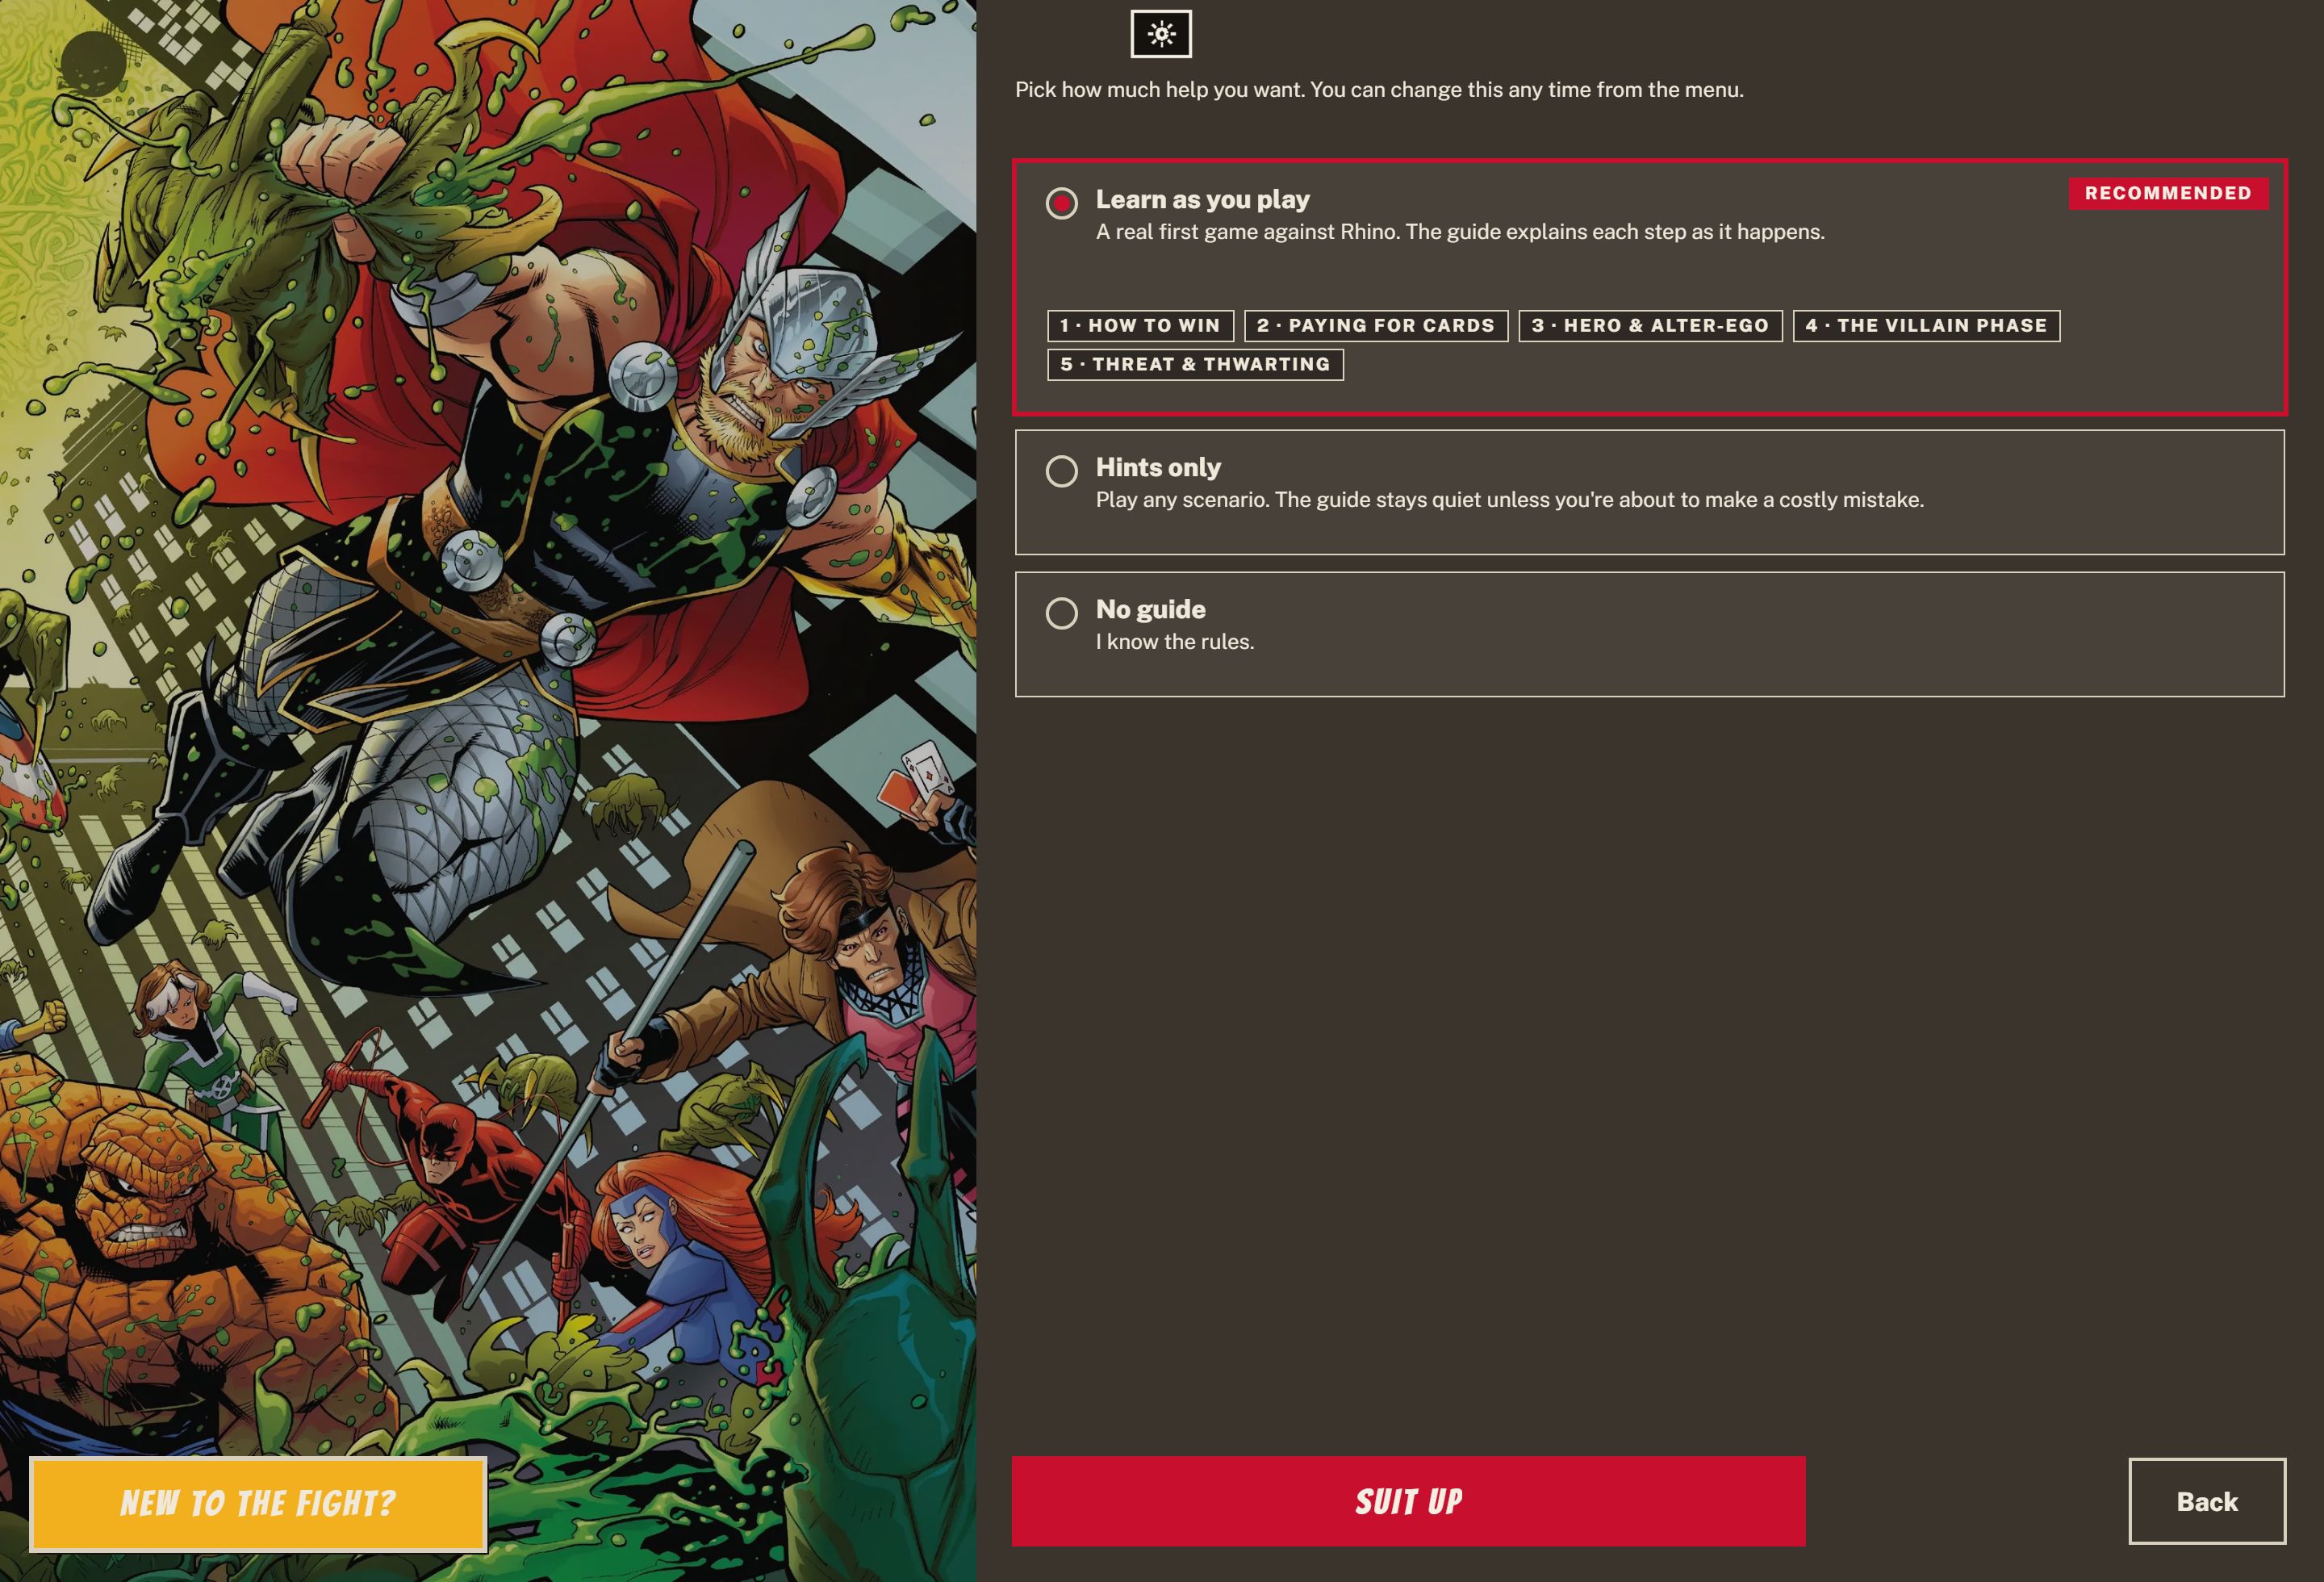 Pick how much help you want. You can change this any time from the menu.
Learn as you play
RECOMMENDED
A real first game against Rhino. The guide explains each step as it happens.
1 · HOW TO WIN
2 · PAYING FOR CARDS
3 · HERO & ALTER-EGO
4 · THE VILLAIN PHASE
5 · THREAT & THWARTING
Hints only
Play any scenario. The guide stays quiet unless you're about to make a costly mistake.
No guide
I know the rules.
NEW TO THE FIGHT?
SUIT UP
Back